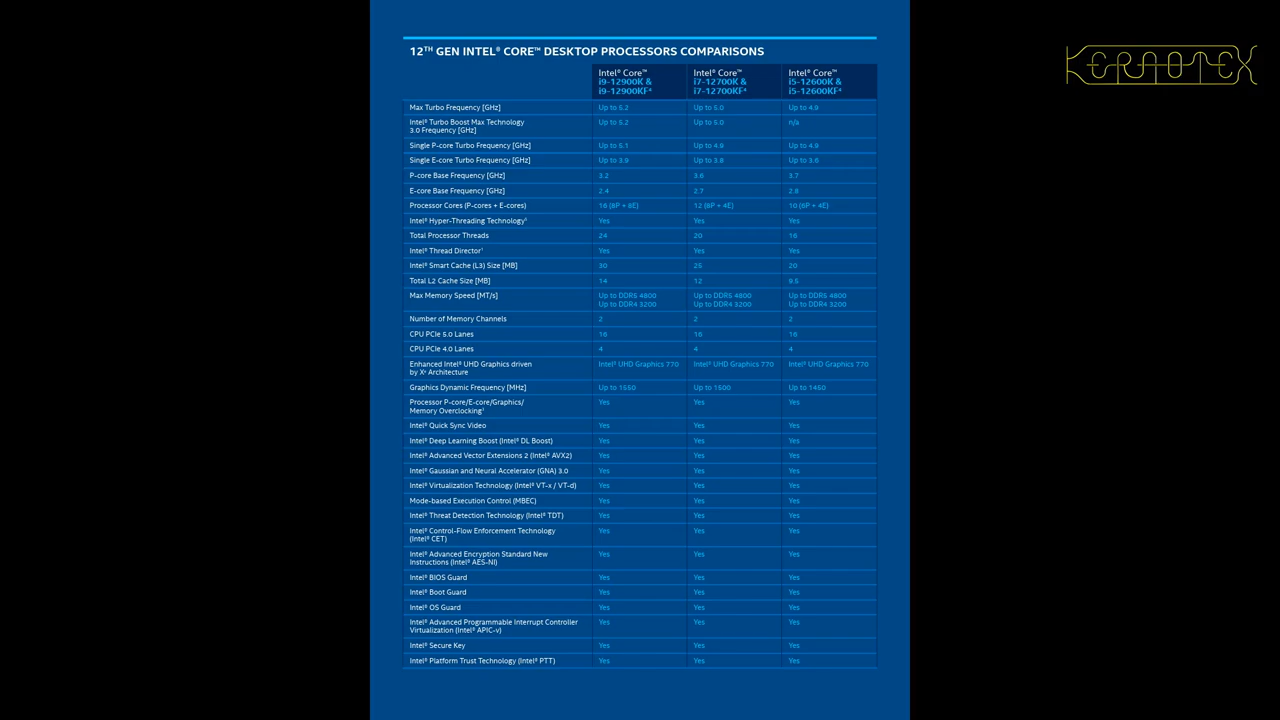 KERAOTEX
12TH GEN INTEL® CORE™ DESKTOP PROCESSORS COMPARISONS
Intel® Core™ i9-12900K & i9-12900KF⁴ Intel® Core™ i7-12700K & i7-12700KF⁴ Intel® Core™ i5-12600K & i5-12600KF⁴
Max Turbo Frequency [GHz] Up to 5.2 Up to 5.0 Up to 4.9
Intel® Turbo Boost Max Technology Up to 5.2 Up to 5.0 n/a
3.0 Frequency [GHz]
Single P-core Turbo Frequency [GHz] Up to 5.1 Up to 4.9 Up to 4.9
Single E-core Turbo Frequency [GHz] Up to 3.9 Up to 3.8 Up to 3.6
P-core Base Frequency [GHz] 3.2 3.6 3.7
E-core Base Frequency [GHz] 2.4 2.7 2.8
Processor Cores (P-cores + E-cores) 16 (8P + 8E) 12 (8P + 4E) 10 (6P + 4E)
Intel® Hyper-Threading Technology⁵ Yes Yes Yes
Total Processor Threads 24 20 16
Intel® Thread Director¹ Yes Yes Yes
Intel® Smart Cache (L3) Size [MB] 30 25 20
Total L2 Cache Size [MB] 14 12 9.5
Max Memory Speed [MT/s] Up to DDR5 4800 Up to DDR5 4800 Up to DDR5 4800
Up to DDR4 3200 Up to DDR4 3200 Up to DDR4 3200
Number of Memory Channels 2 2 2
CPU PCIe 5.0 Lanes 16 16 16
CPU PCIe 4.0 Lanes 4 4 4
Enhanced Intel® UHD Graphics driven Intel® UHD Graphics 770 Intel® UHD Graphics 770 Intel® UHD Graphics 770
by Xᵉ Architecture
Graphics Dynamic Frequency [MHz] Up to 1550 Up to 1500 Up to 1450
Processor P-core/E-core/Graphics/ Yes Yes Yes
Memory Overclocking²
Intel® Quick Sync Video Yes Yes Yes
Intel® Deep Learning Boost (Intel® DL Boost) Yes Yes Yes
Intel® Advanced Vector Extensions 2 (Intel® AVX2) Yes Yes Yes
Intel® Gaussian and Neural Accelerator (GNA) 3.0 Yes Yes Yes
Intel® Virtualization Technology (Intel® VT-x / VT-d) Yes Yes Yes
Mode-based Execution Control (MBEC) Yes Yes Yes
Intel® Threat Detection Technology (Intel® TDT) Yes Yes Yes
Intel® Control-Flow Enforcement Technology Yes Yes Yes
(Intel® CET)
Intel® Advanced Encryption Standard New Yes Yes Yes
Instructions (Intel® AES-NI)
Intel® BIOS Guard Yes Yes Yes
Intel® Boot Guard Yes Yes Yes
Intel® OS Guard Yes Yes Yes
Intel® Advanced Programmable Interrupt Controller Yes Yes Yes
Virtualization (Intel® APIC-v)
Intel® Secure Key Yes Yes Yes
Intel® Platform Trust Technology (Intel® PTT) Yes Yes Yes